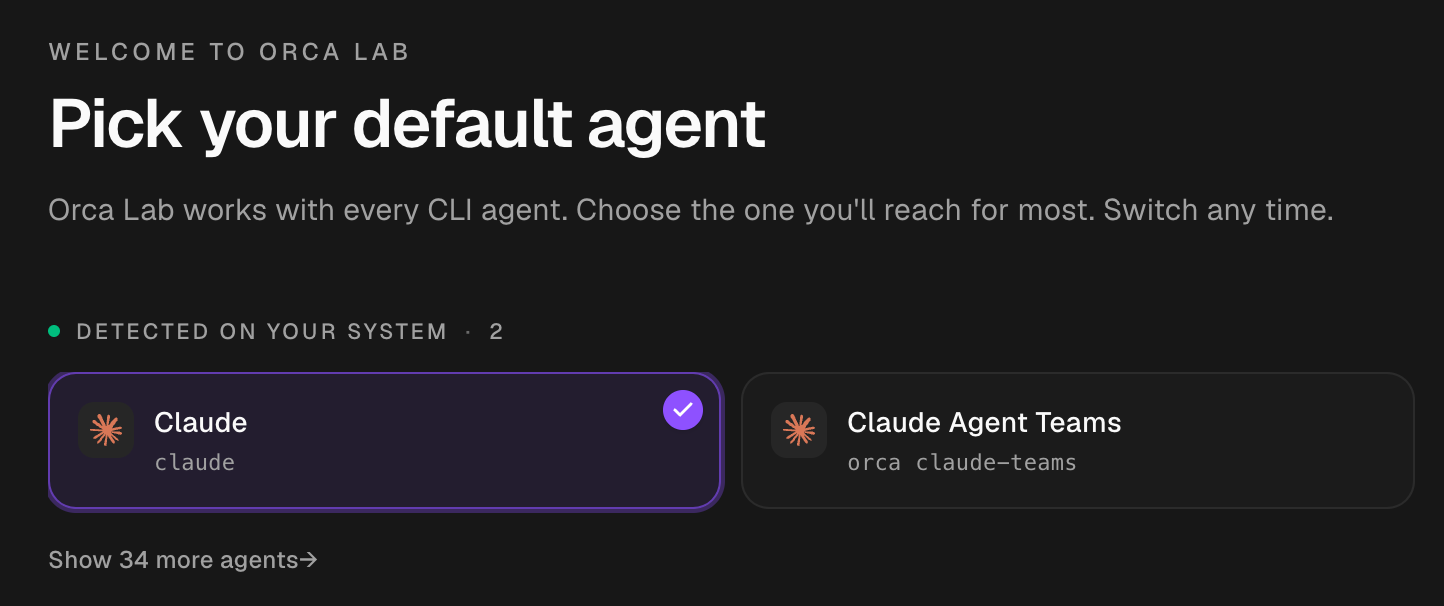 WELCOME TO ORCA LAB
Pick your default agent
Orca Lab works with every CLI agent. Choose the one you'll reach for most. Switch any time.
DETECTED ON YOUR SYSTEM · 2
Claude
claude
Claude Agent Teams
orca claude-teams
Show 34 more agents→